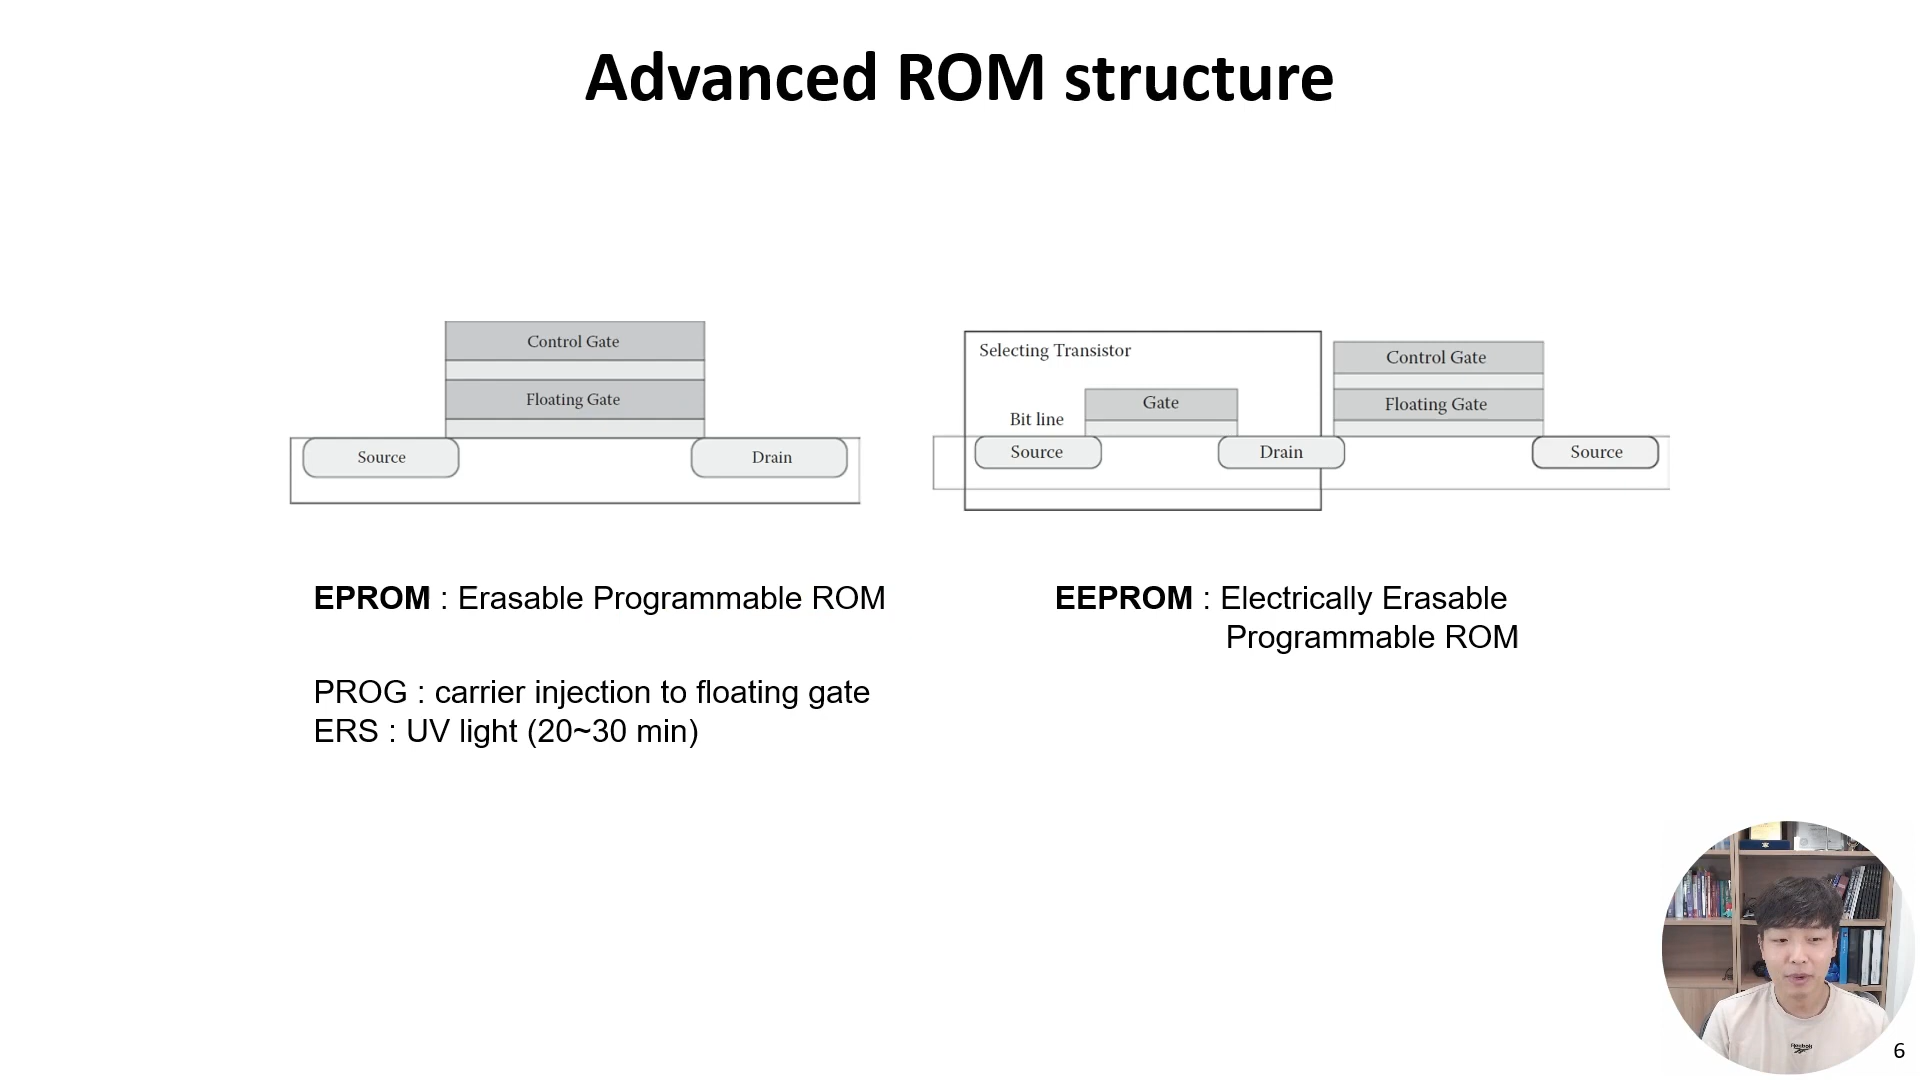 Advanced ROM structure
Control Gate
Floating Gate
Source
Drain
Selecting Transistor
Bit line
Gate
Source
Drain
Control Gate
Floating Gate
Source
EPROM : Erasable Programmable ROM
PROG : carrier injection to floating gate
ERS : UV light (20~30 min)
EEPROM : Electrically Erasable
Programmable ROM
Reebok
6